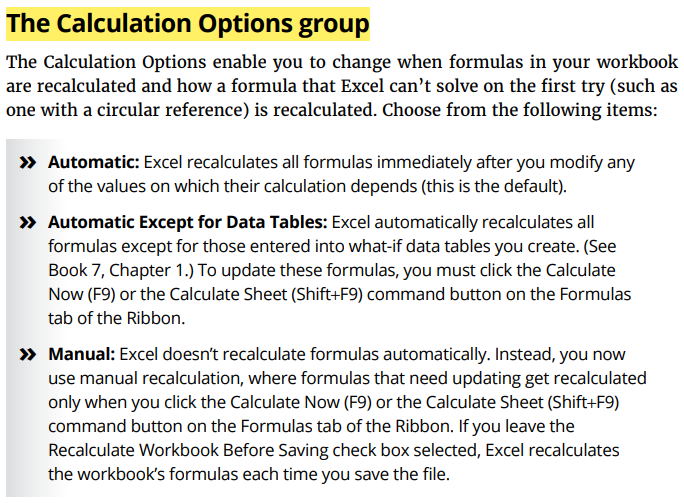 The Calculation Options group
The Calculation Options enable you to change when formulas in your workbook
are recalculated and how a formula that Excel can’t solve on the first try (such as
one with a circular reference) is recalculated. Choose from the following items:
» Automatic: Excel recalculates all formulas immediately after you modify any
of the values on which their calculation depends (this is the default).
» Automatic Except for Data Tables: Excel automatically recalculates all
formulas except for those entered into what-if data tables you create. (See
Book 7, Chapter 1.) To update these formulas, you must click the Calculate
Now (F9) or the Calculate Sheet (Shift+F9) command button on the Formulas
tab of the Ribbon.
» Manual: Excel doesn’t recalculate formulas automatically. Instead, you now
use manual recalculation, where formulas that need updating get recalculated
only when you click the Calculate Now (F9) or the Calculate Sheet (Shift+F9)
command button on the Formulas tab of the Ribbon. If you leave the
Recalculate Workbook Before Saving check box selected, Excel recalculates
the workbook’s formulas each time you save the file.